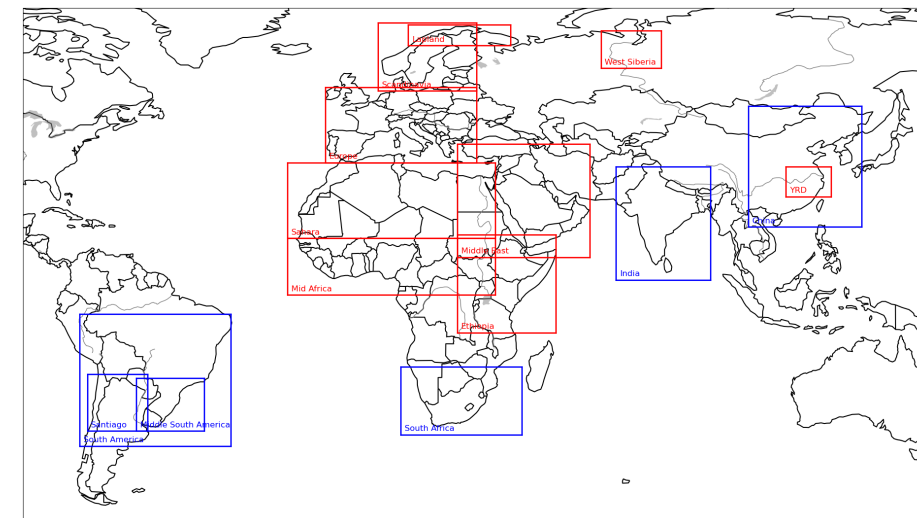 Lapland
West Siberia
Scandinavia
Europe
YRD
China
Sahara
Middle East
India
Mid Africa
Ethiopia
Santiago
Middle South America
South Africa
South America